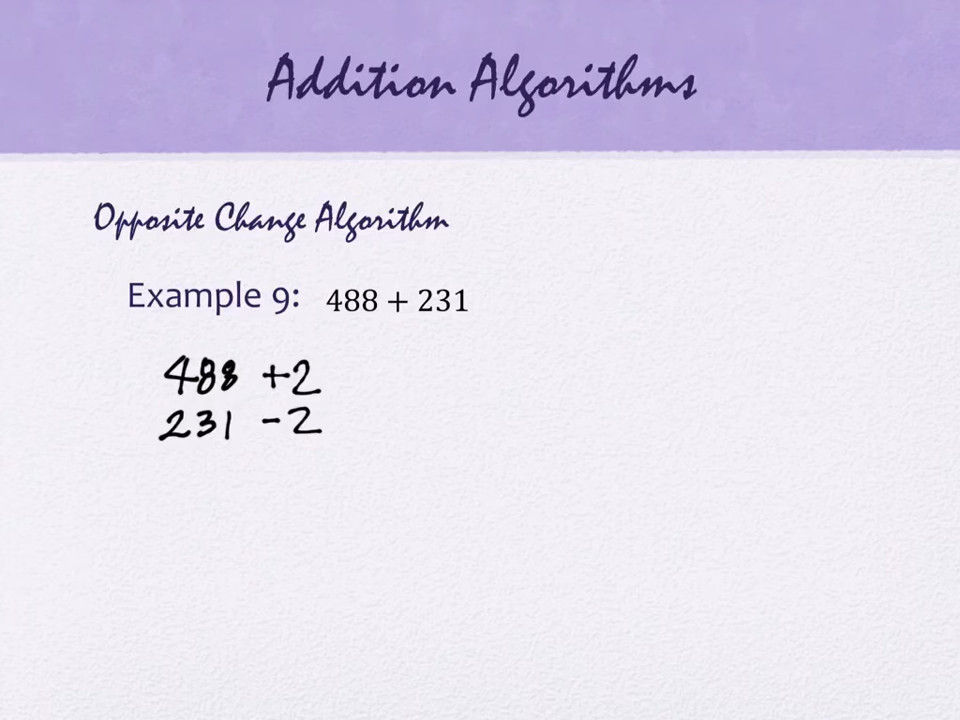 Addition Algorithms
Opposite Change Algorithm
Example 9: 488 + 231
488 +2
231 -2